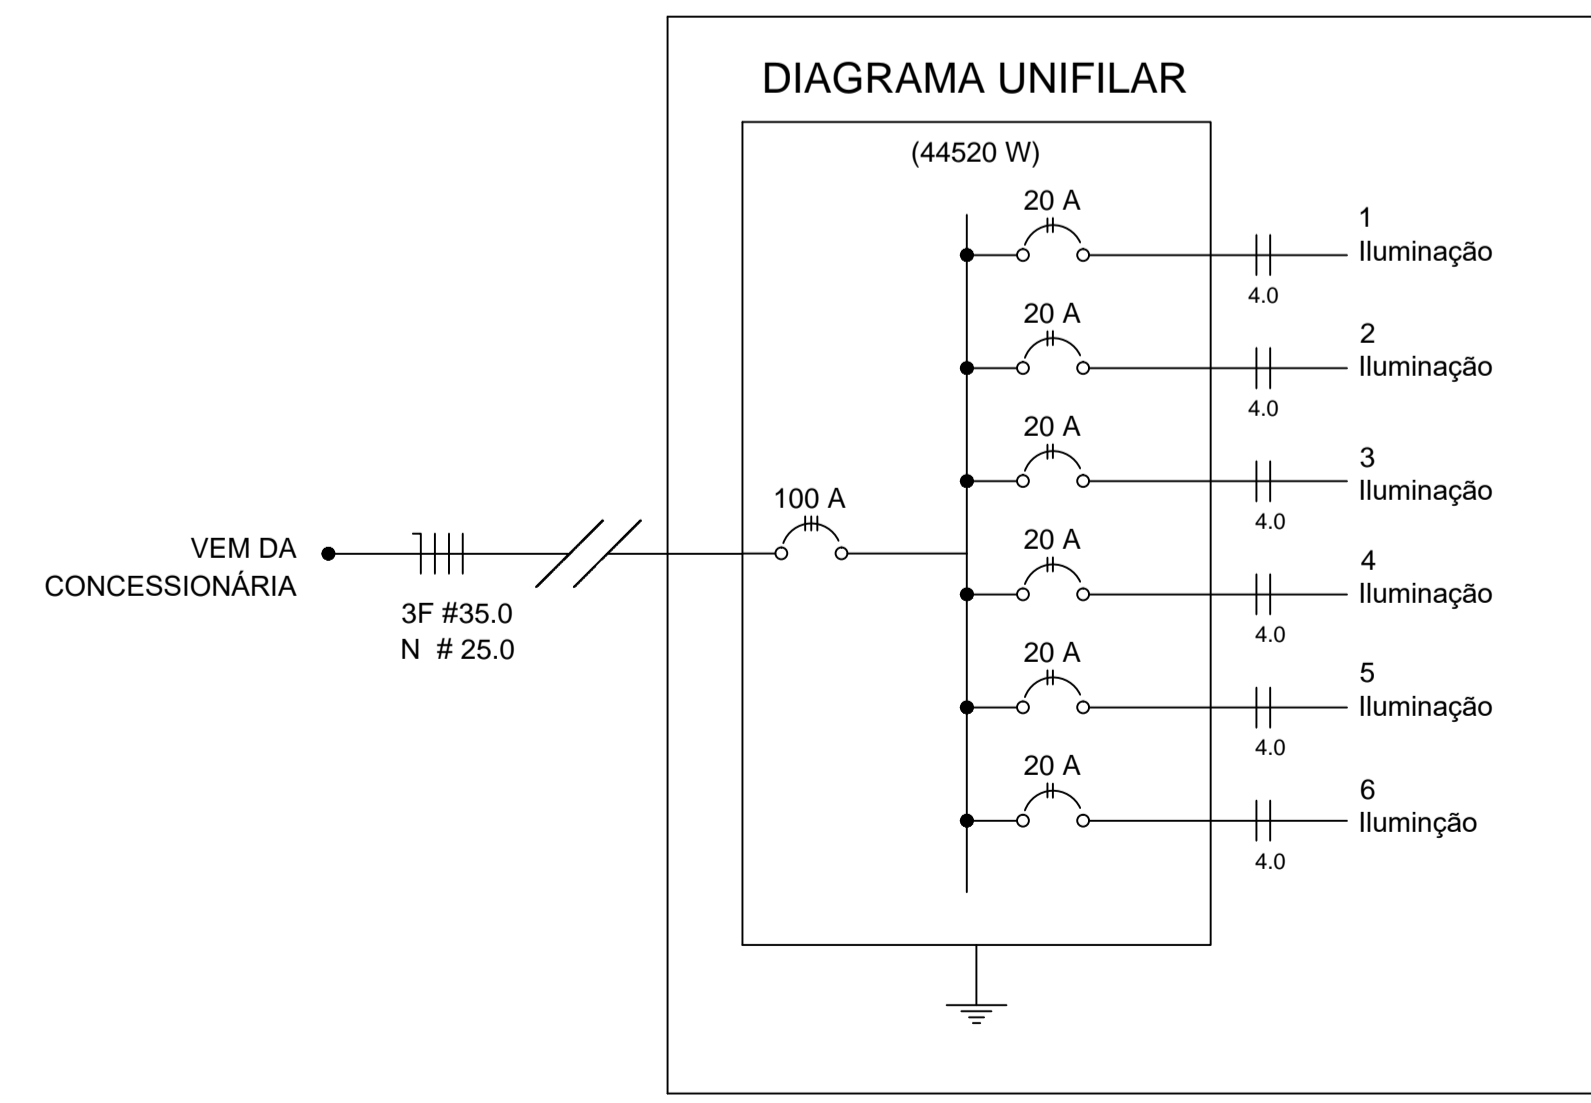 DIAGRAMA UNIFILAR
(44520 W)
20 A
1
Iluminação
4.0
20 A
2
Iluminação
4.0
20 A
3
Iluminação
4.0
100 A
VEM DA
CONCESSIONÁRIA
3F #35.0
N # 25.0
20 A
4
Iluminação
4.0
20 A
5
Iluminação
4.0
20 A
6
Iluminção
4.0